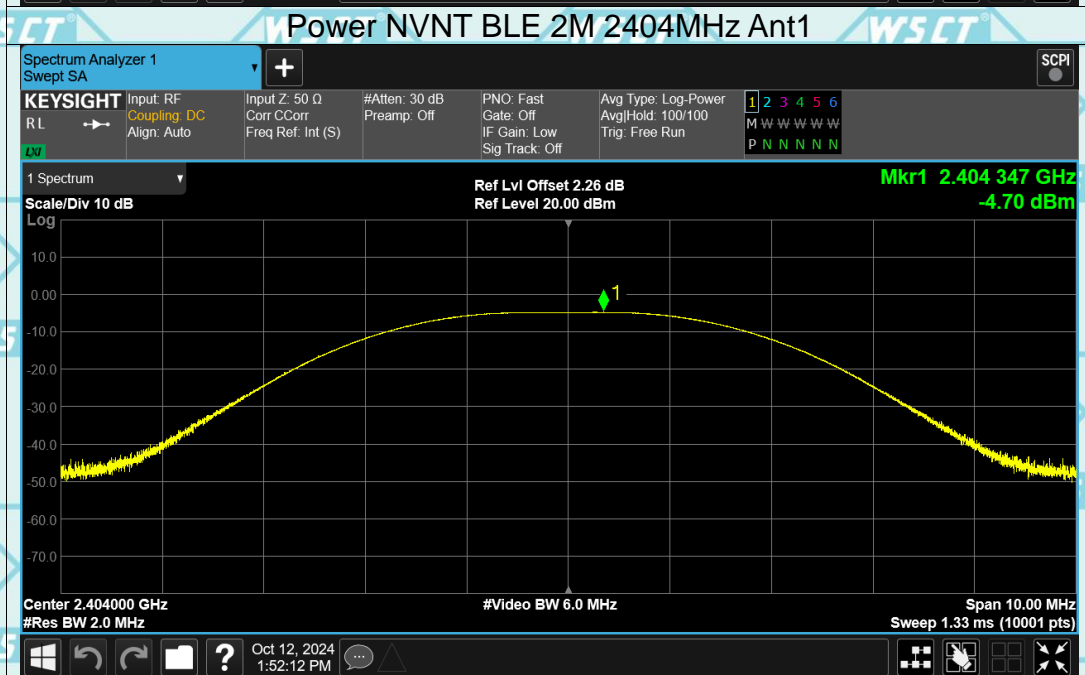 Power NVNT BLE 2M 2404MHz Ant1
WSCT
WSCT
Spectrum Analyzer 1
Swept SA
+
SCPI
KEYSIGHT
R L
LXI
Input: RF
Coupling: DC
Align: Auto
Input Z: 50 Ω
Corr CCorr
Freq Ref: Int (S)
#Atten: 30 dB
Preamp: Off
PNO: Fast
Gate: Off
IF Gain: Low
Sig Track: Off
Avg Type: Log-Power
Avg|Hold: 100/100
Trig: Free Run
1 2 3 4 5 6
M W W W W W
P N N N N N
1 Spectrum
Scale/Div 10 dB
Log
Ref Lvl Offset 2.26 dB
Ref Level 20.00 dBm
Mkr1 2.404 347 GHz
-4.70 dBm
1
10.0
0.00
-10.0
-20.0
-30.0
-40.0
-50.0
-60.0
-70.0
Center 2.404000 GHz
#Video BW 6.0 MHz
Span 10.00 MHz
#Res BW 2.0 MHz
Sweep 1.33 ms (10001 pts)
?
Oct 12, 2024
1:52:12 PM